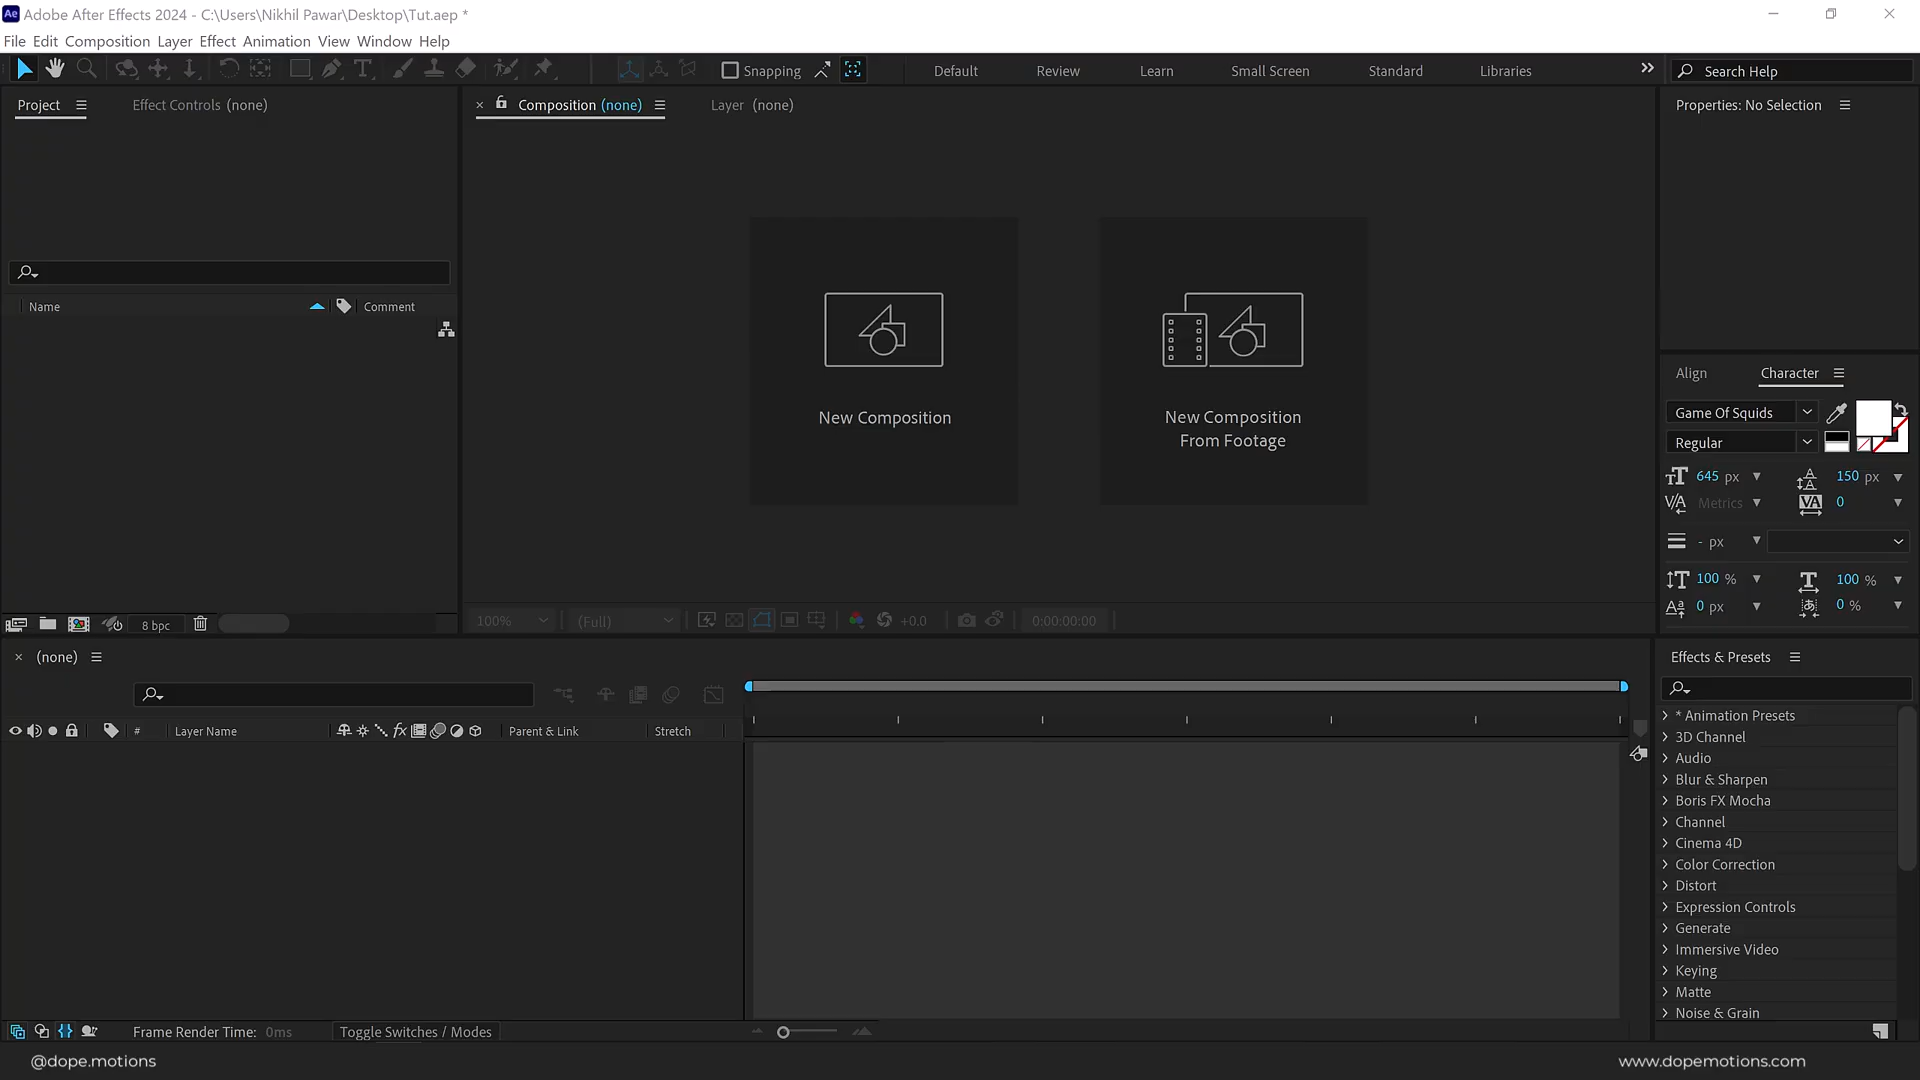 Adobe After Effects 2024 - C:\Users\Nikhil Pawar\Desktop\Tut.aep *
File Edit Composition Layer Effect Animation View Window Help
Snapping Default Review Learn Small Screen Standard Libraries Search Help
Project Effect Controls (none) Composition (none) Layer (none) Properties: No Selection
Name Comment
New Composition
New Composition
From Footage
Align Character
Game Of Squids
Regular
645 px 150 px
Metrics 0
- px
100 % 100 %
0 px 0 %
8 bpc 100% (Full) +0.0 0:00:00:00
(none) Effects & Presets
# Layer Name Parent & Link Stretch
* Animation Presets
3D Channel
Audio
Blur & Sharpen
Boris FX Mocha
Channel
Cinema 4D
Color Correction
Distort
Expression Controls
Generate
Immersive Video
Keying
Matte
Noise & Grain
Frame Render Time: 0ms Toggle Switches / Modes
@dope.motions www.dopemotions.com